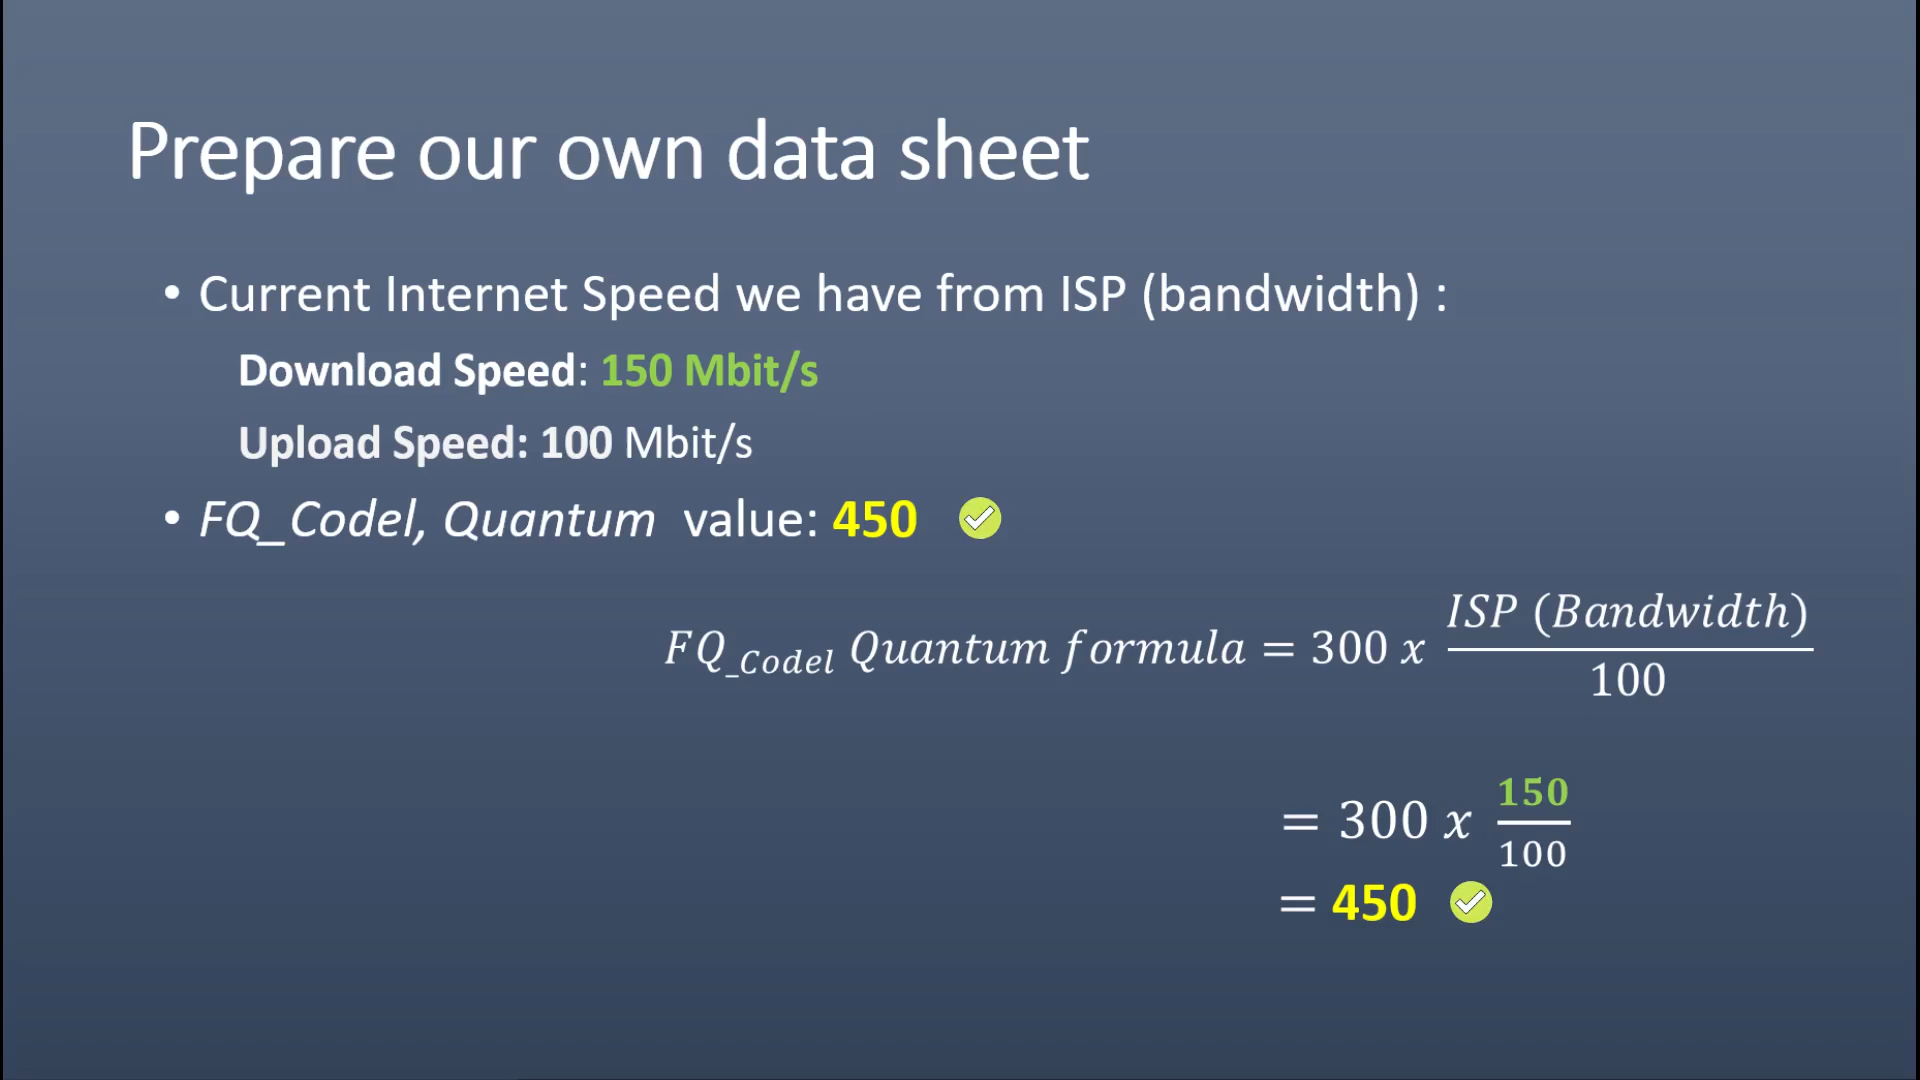 Prepare our own data sheet
• Current Internet Speed we have from ISP (bandwidth) :
Download Speed: 150 Mbit/s
Upload Speed: 100 Mbit/s
• FQ_Codel, Quantum value: 450
FQ_Codel Quantum formula = 300 x ISP (Bandwidth) / 100
= 300 x 150 / 100
= 450